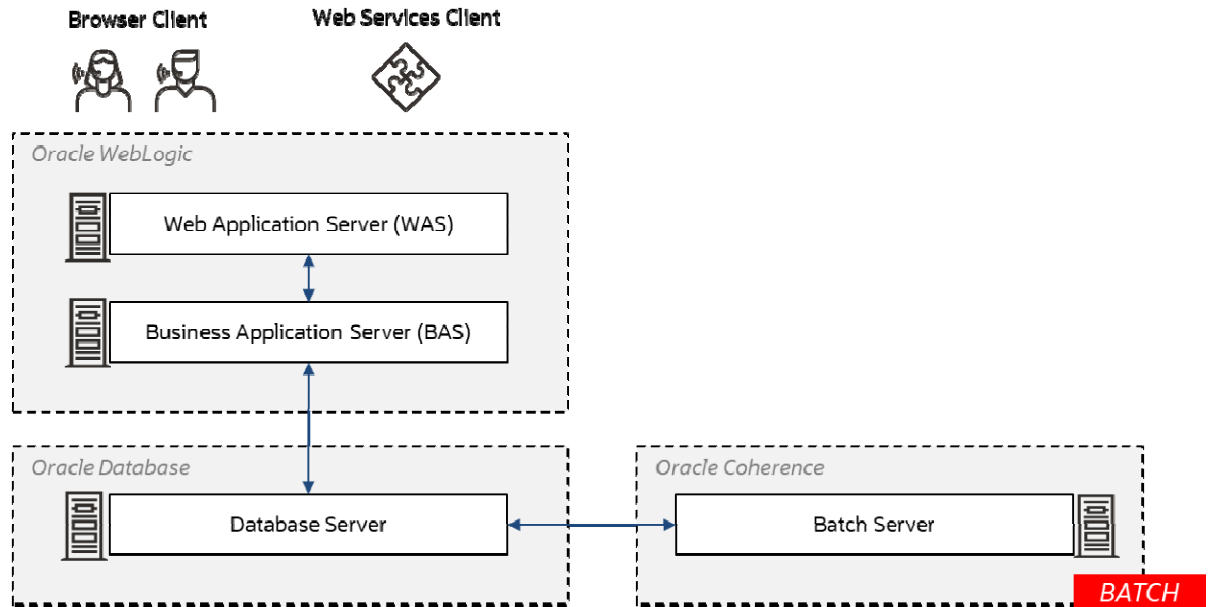 Browser Client
Web Services Client
Oracle WebLogic
Web Application Server (WAS)
Business Application Server (BAS)
Oracle Database
Oracle Coherence
Database Server
Batch Server
BATCH